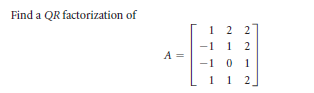 Find a QR factorization of
1 2 2
-1 1 2
A =
-1 0 1
1 1 2